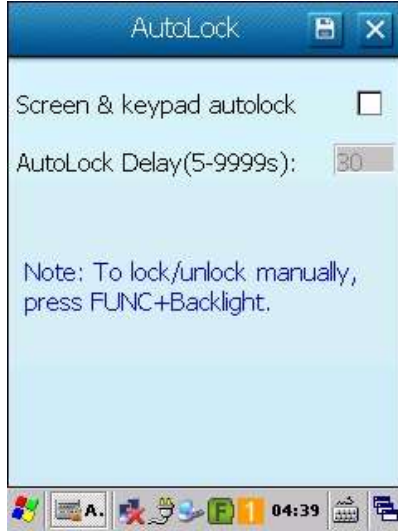 AutoLock
Screen & keypad autolock
AutoLock Delay(5-9999s): 30
Note: To lock/unlock manually,
press FUNC+Backlight.
A. F 1 04:39